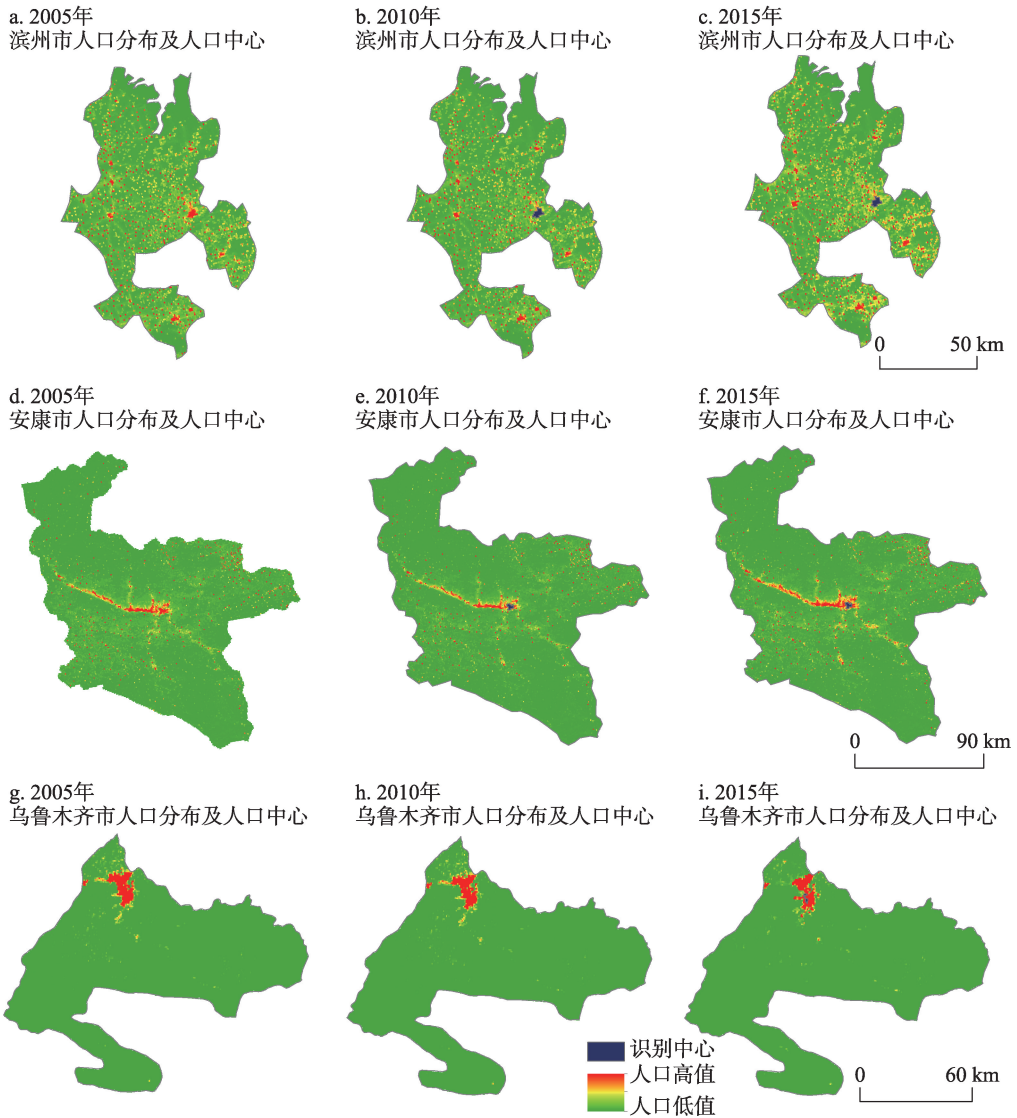 a. 2005年
滨州市人口分布及人口中心
b. 2010年
滨州市人口分布及人口中心
c. 2015年
滨州市人口分布及人口中心
0 50 km
d. 2005年
安康市人口分布及人口中心
e. 2010年
安康市人口分布及人口中心
f. 2015年
安康市人口分布及人口中心
0 90 km
g. 2005年
乌鲁木齐市人口分布及人口中心
h. 2010年
乌鲁木齐市人口分布及人口中心
i. 2015年
乌鲁木齐市人口分布及人口中心
识别中心
人口高值
人口低值
0 60 km